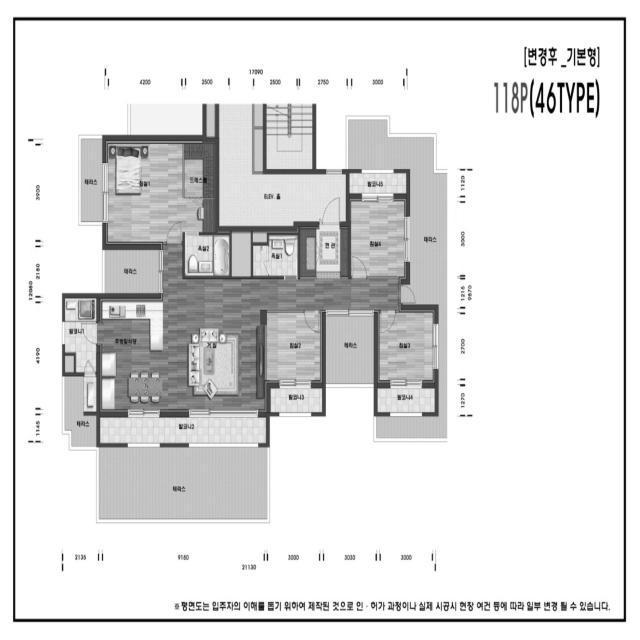 [변경후 _기본형]
118P(46TYPE)
17090
4200 2500 2500 2750 3000
테라스
침실1
드레스룸
ELEV. 홀
발코니5
1120
3900
침실4
테라스
3000
욕실2
욕실1
현관
테라스
2150
12080
1215
9870
발코니1
주방및식당
거실
침실2
테라스
침실3
4190
2700
발코니3
발코니4
1270
테라스
발코니2
1145
테라스
2135 9160 3000 3030 3000
21130
※ 평면도는 입주자의 이해를 돕기 위하여 제작된 것으로 인·허가 과정이나 실제 시공시 현장 여건 등에 따라 일부 변경 될 수 있습니다.